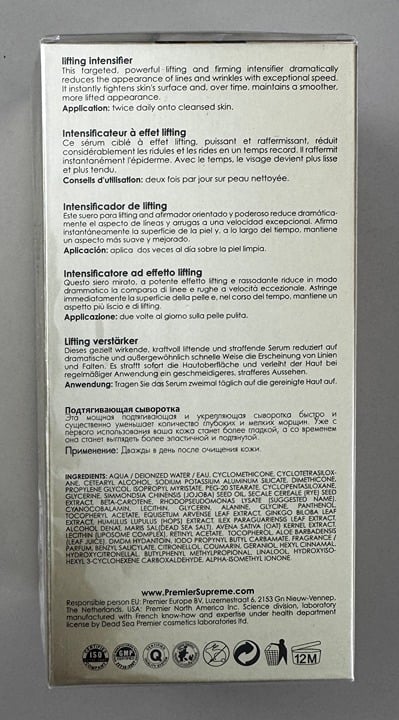 lifting intensifier
This targeted, powerful lifting and firming intensifier dramatically
reduces the appearance of lines and wrinkles with exceptional speed.
It instantly tightens skin's surface and, over time, maintains a smoother,
more lifted appearance.
Application: twice daily onto cleansed skin.
Intensificateur à effet lifting
Ce sérum ciblé à effet lifting, puissant et raffermissant, réduit
considérablement les ridules et les rides en un temps record. Il raffermit
instantanément l'épiderme. Avec le temps, le visage devient plus lisse
et plus tendu.
Conseils d'utilisation: deux fois par jour sur peau nettoyée.
Intensificador de lifting
Este suero para lifting and afirmador orientado y poderoso reduce dramática-
mente el aspecto de líneas y arrugas a una velocidad excepcional. Afirma
instantáneamente la superficie de la piel y, a lo largo del tiempo, mantiene
un aspecto más suave y mejorado.
Aplicación: aplica dos veces al día sobre la piel limpia.
Intensificatore ad effetto lifting
Questo siero mirato, a potente effetto lifting e rassodante riduce in modo
drammatico la comparsa di linee e rughe a velocità eccezionale. Astringe
immediatamente la superficie della pelle e, nel corso del tempo, mantiene un
aspetto più liscio e di lifting.
Applicazione: due volte al giorno sulla pelle pulita.
Lifting verstärker
Dieses gezielt wirkende, kraftvoll liftende und straffende Serum reduziert auf
dramatische und außergewöhnlich schnelle Weise die Erscheinung von Linien
und Falten. Es strafft sofort die Hautoberfläche und verleiht der Haut bei
regelmäßiger Anwendung ein geschmeidigeres, strafferes Aussehen.
Anwendung: Tragen Sie das Serum zweimal täglich auf die gereinigte Haut auf.
Подтягивающая сыворотка
Эта мощная подтягивающая и укрепляющая сыворотка быстро и
существенно уменьшает количество глубоких и мелких морщин. Уже с
первого использования ваша кожа станет более гладкой, а со временем
она станет выглядеть более эластичной и подтянутой.
Применение: Дважды в день после очищения кожи.
INGREDIENTS: AQUA / DEIONIZED WATER / EAU, CYCLOMETHICONE, CYCLOTETRASILOX-
ANE, CETEARYL ALCOHOL, SODIUM POTASSIUM ALUMINUM SILICATE, DIMETHICONE,
PROPYLENE GLYCOL, ISOPROPYL MYRISTATE, PEG-20 STEARATE, CYCLOPENTASILOXANE,
GLYCERINE, SIMMONDSIA CHINENSIS (JOJOBA) SEED OIL, SECALE CEREALE (RYE) SEED
EXTRACT, BETA-CAROTENE, RHODOPSEUDOMONAS LYSATE (SUGGESTED NAME),
CYANOCOBALAMIN, LECITHIN, GLYCERIN, ALANINE, GLYCINE, PANTHENOL,
TOCOPHERYL ACETATE, EQUISETUM ARVENSE LEAF EXTRACT, GINKGO BILOBA LEAF
EXTRACT, HUMULUS LUPULUS (HOPS) EXTRACT, ILEX PARAGUARIENSIS LEAF EXTRACT,
ALCOHOL DENAT, MARIS SAL(DEAD SEA SALT), AVENA SATIVA (OAT) KERNEL EXTRACT,
LECITHIN (LIPOSOME COMPLEX), RETINYL ACETATE, TOCOPHEROL, ALOE BARBADENSIS
(LEAF JUICE), DMDM HYDANTOIN, IODO PROPYNYL BUTYL CARBAMATE, FRAGRANCE /
PARFUM, BENZYL SALICYLATE, CITRONELLOL, COUMARIN, GERANIOL, HEXYL CINNAMAL,
HYDROXYCITRONELLAL, BUTYLPHENYL METHYLPROPIONAL, LINALOOL, HYDROXYISO-
HEXYL 3-CYCLOHEXENE CARBOXALDEHYDE, ALPHA-ISOMETHYL IONONE.
www.PremierSupreme.com
Responsible person EU: Premier Europe BV, Luzernestraat 6, 2153 Gn Nieuw-Vennep,
The Netherlands. USA: Premier North America Inc. Science division, laboratory
manufactured with French know-how and expertise under health department
license by Dead Sea Premier cosmetics laboratories ltd.
ISO
GMP
Q
12M